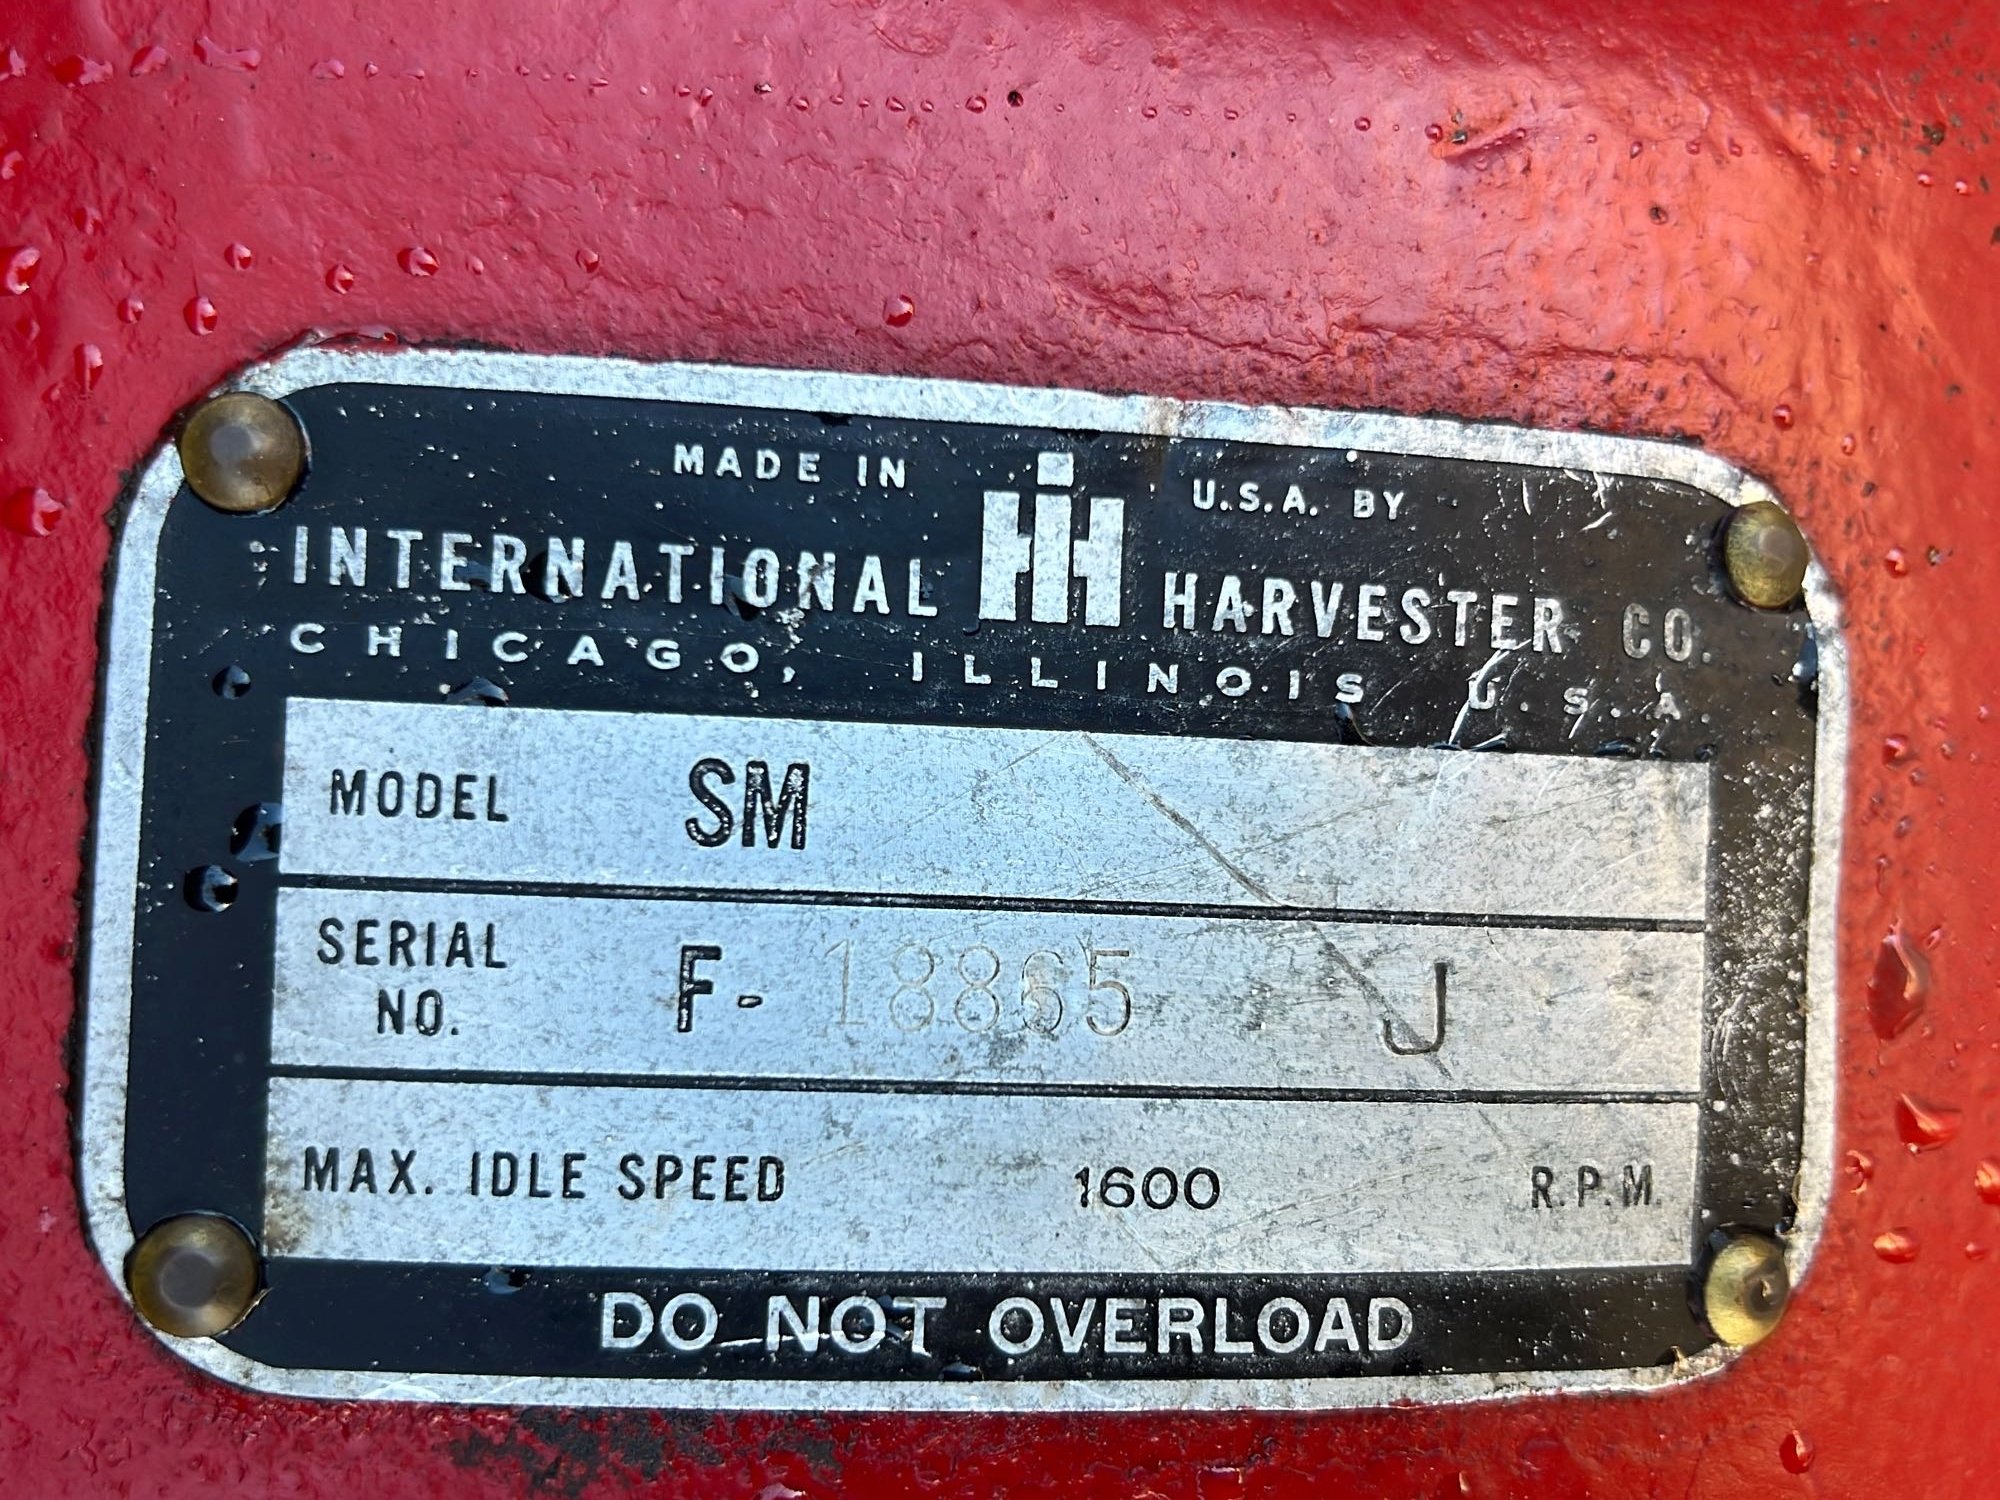 MADE IN U.S.A. BY
INTERNATIONAL IH HARVESTER CO.
CHICAGO, ILLINOIS U.S.A.
MODEL SM
SERIAL NO. F- 18865 J
MAX. IDLE SPEED 1600 R.P.M.
DO NOT OVERLOAD